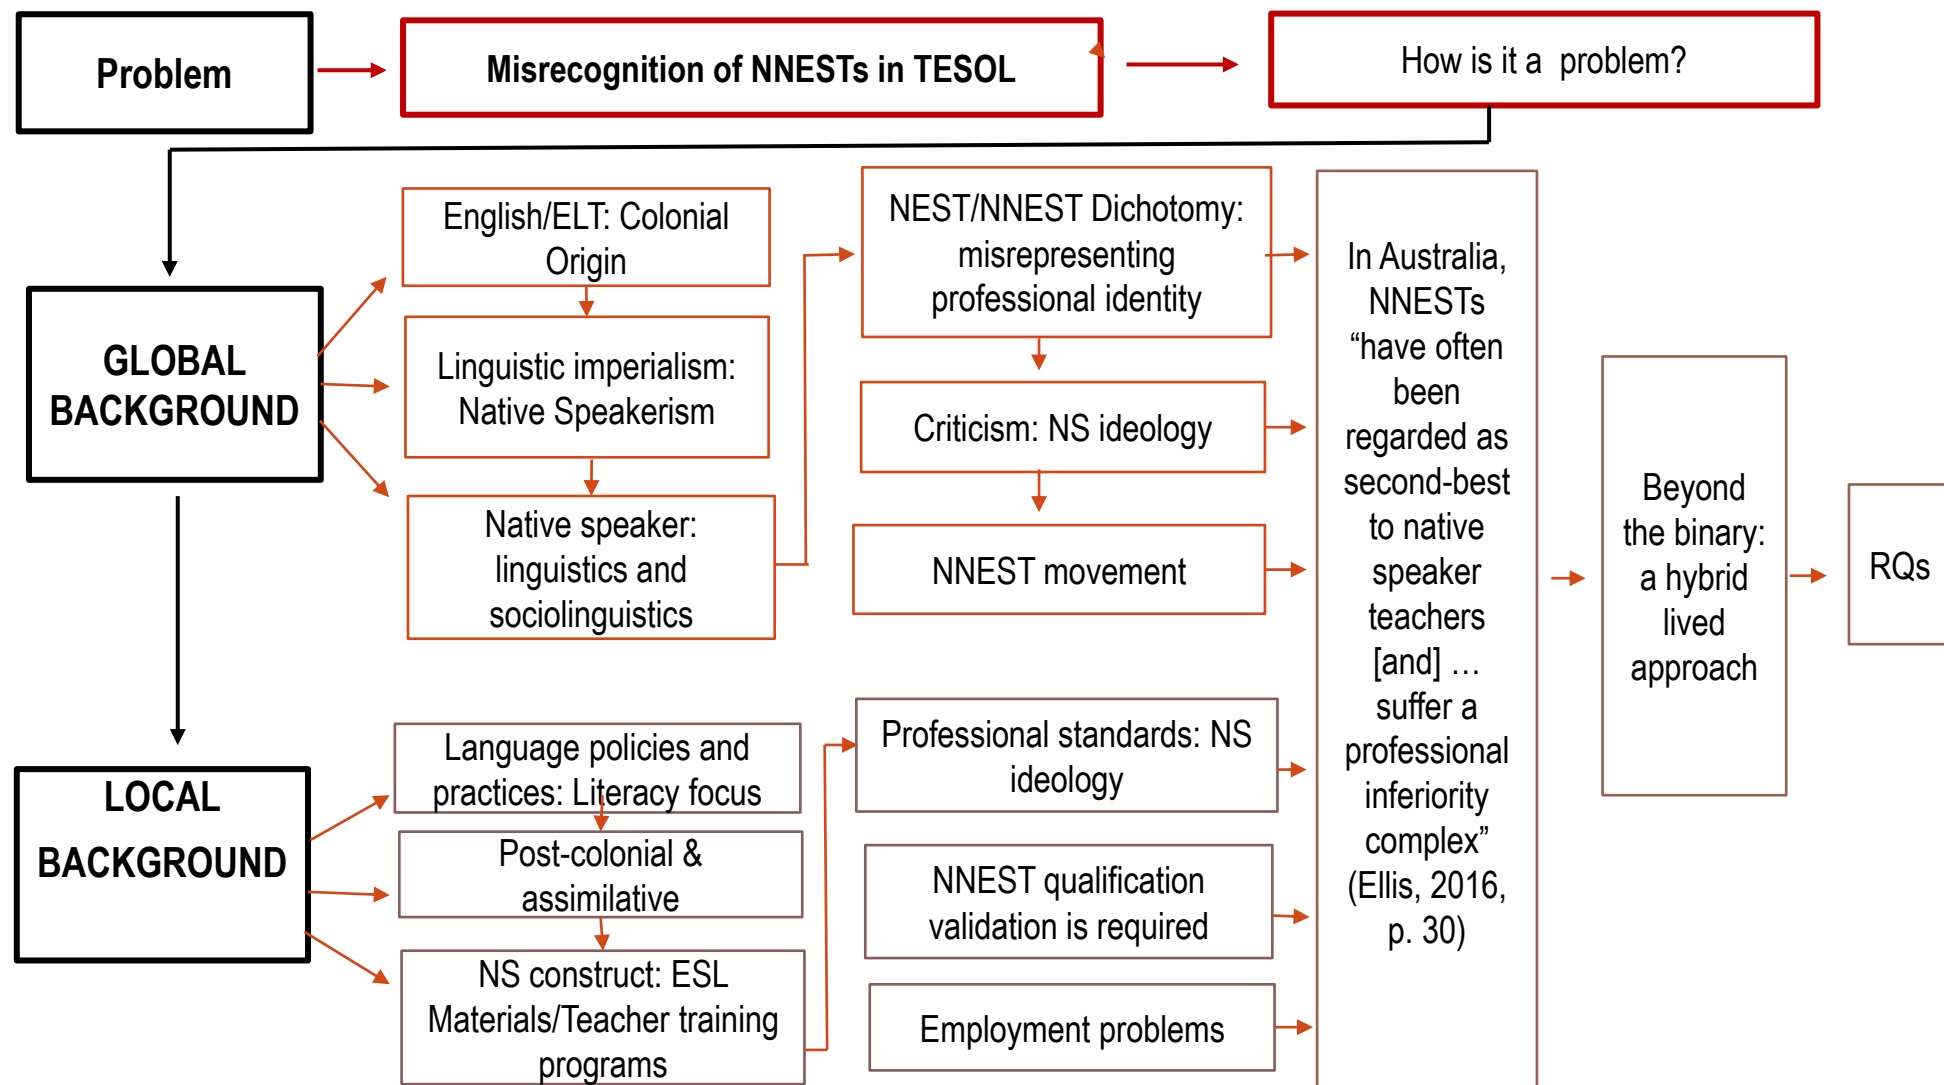 Problem
Misrecognition of NNESTs in TESOL
How is it a problem?
GLOBAL
BACKGROUND
English/ELT: Colonial
Origin
Linguistic imperialism:
Native Speakerism
Native speaker:
linguistics and
sociolinguistics
NEST/NNEST Dichotomy:
misrepresenting
professional identity
Criticism: NS ideology
NNEST movement
LOCAL
BACKGROUND
Language policies and
practices: Literacy focus
Post-colonial &
assimilative
NS construct: ESL
Materials/Teacher training
programs
Professional standards: NS
ideology
NNEST qualification
validation is required
Employment problems
In Australia,
NNESTs
“have often
been
regarded as
second-best
to native
speaker
teachers
[and] …
suffer a
professional
inferiority
complex”
(Ellis, 2016,
p. 30)
Beyond
the binary:
a hybrid
lived
approach
RQs